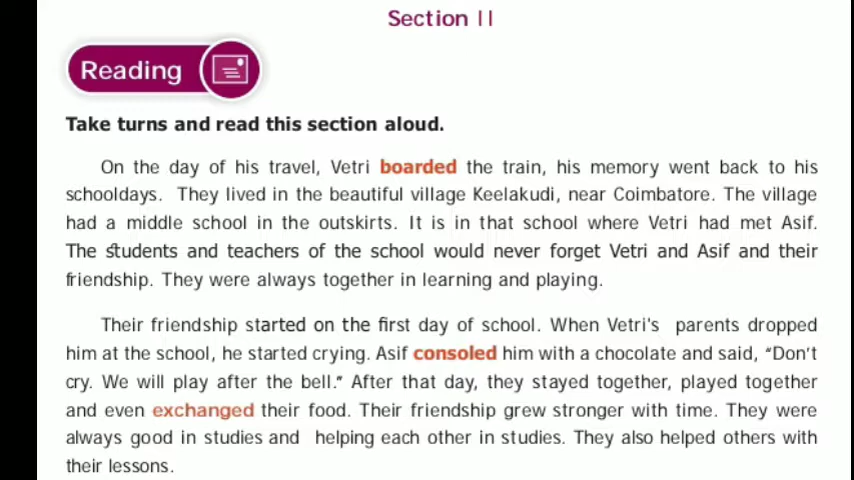 Section II
Reading
Take turns and read this section aloud.
On the day of his travel, Vetri boarded the train, his memory went back to his
schooldays. They lived in the beautiful village Keelakudi, near Coimbatore. The village
had a middle school in the outskirts. It is in that school where Vetri had met Asif.
The students and teachers of the school would never forget Vetri and Asif and their
friendship. They were always together in learning and playing.
Their friendship started on the first day of school. When Vetri's parents dropped
him at the school, he started crying. Asif consoled him with a chocolate and said, "Don't
cry. We will play after the bell." After that day, they stayed together, played together
and even exchanged their food. Their friendship grew stronger with time. They were
always good in studies and helping each other in studies. They also helped others with
their lessons.